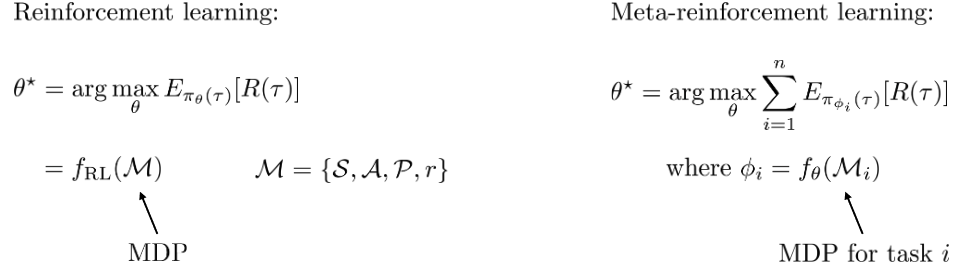 Reinforcement learning:
θ* = arg max_θ E_{π_θ(τ)}[R(τ)]
= f_RL(ℳ)    ℳ = {𝒮, 𝒜, 𝒫, r}
MDP
Meta-reinforcement learning:
θ* = arg max_θ ∑_{i=1}^{n} E_{π_{ϕ_i}(τ)}[R(τ)]
where ϕ_i = f_θ(ℳ_i)
MDP for task i